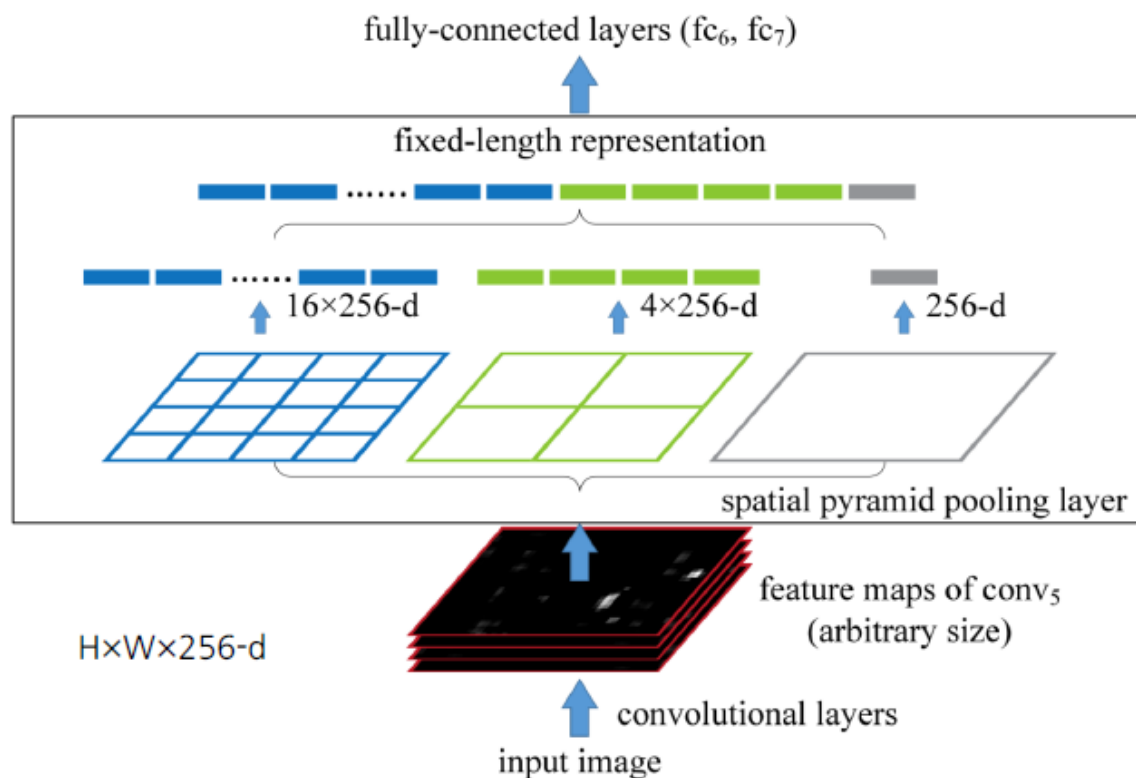 fully-connected layers (fc₆, fc₇)
fixed-length representation
......
......
16×256-d
4×256-d
256-d
spatial pyramid pooling layer
feature maps of conv₅
(arbitrary size)
H×W×256-d
convolutional layers
input image